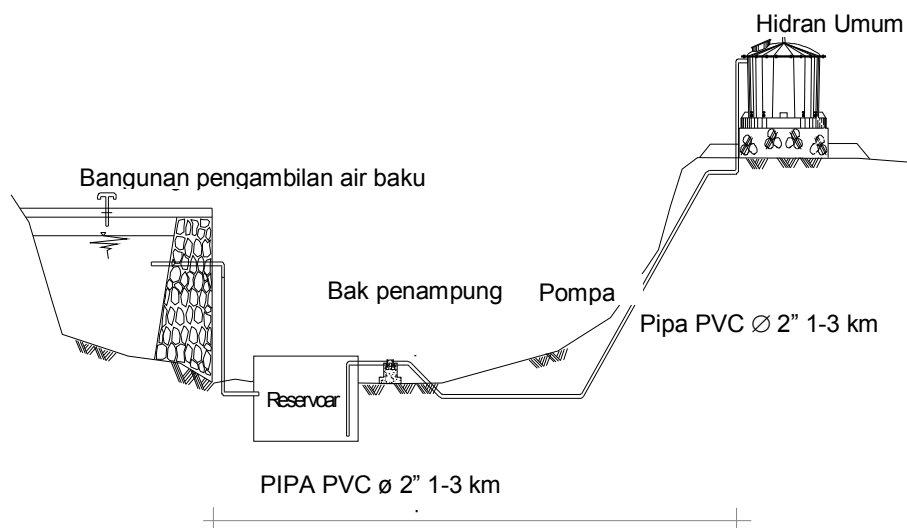 Hidran Umum
Bangunan pengambilan air baku
Bak penampung
Pompa
Pipa PVC ∅ 2” 1-3 km
Reservoar
PIPA PVC ø 2” 1-3 km